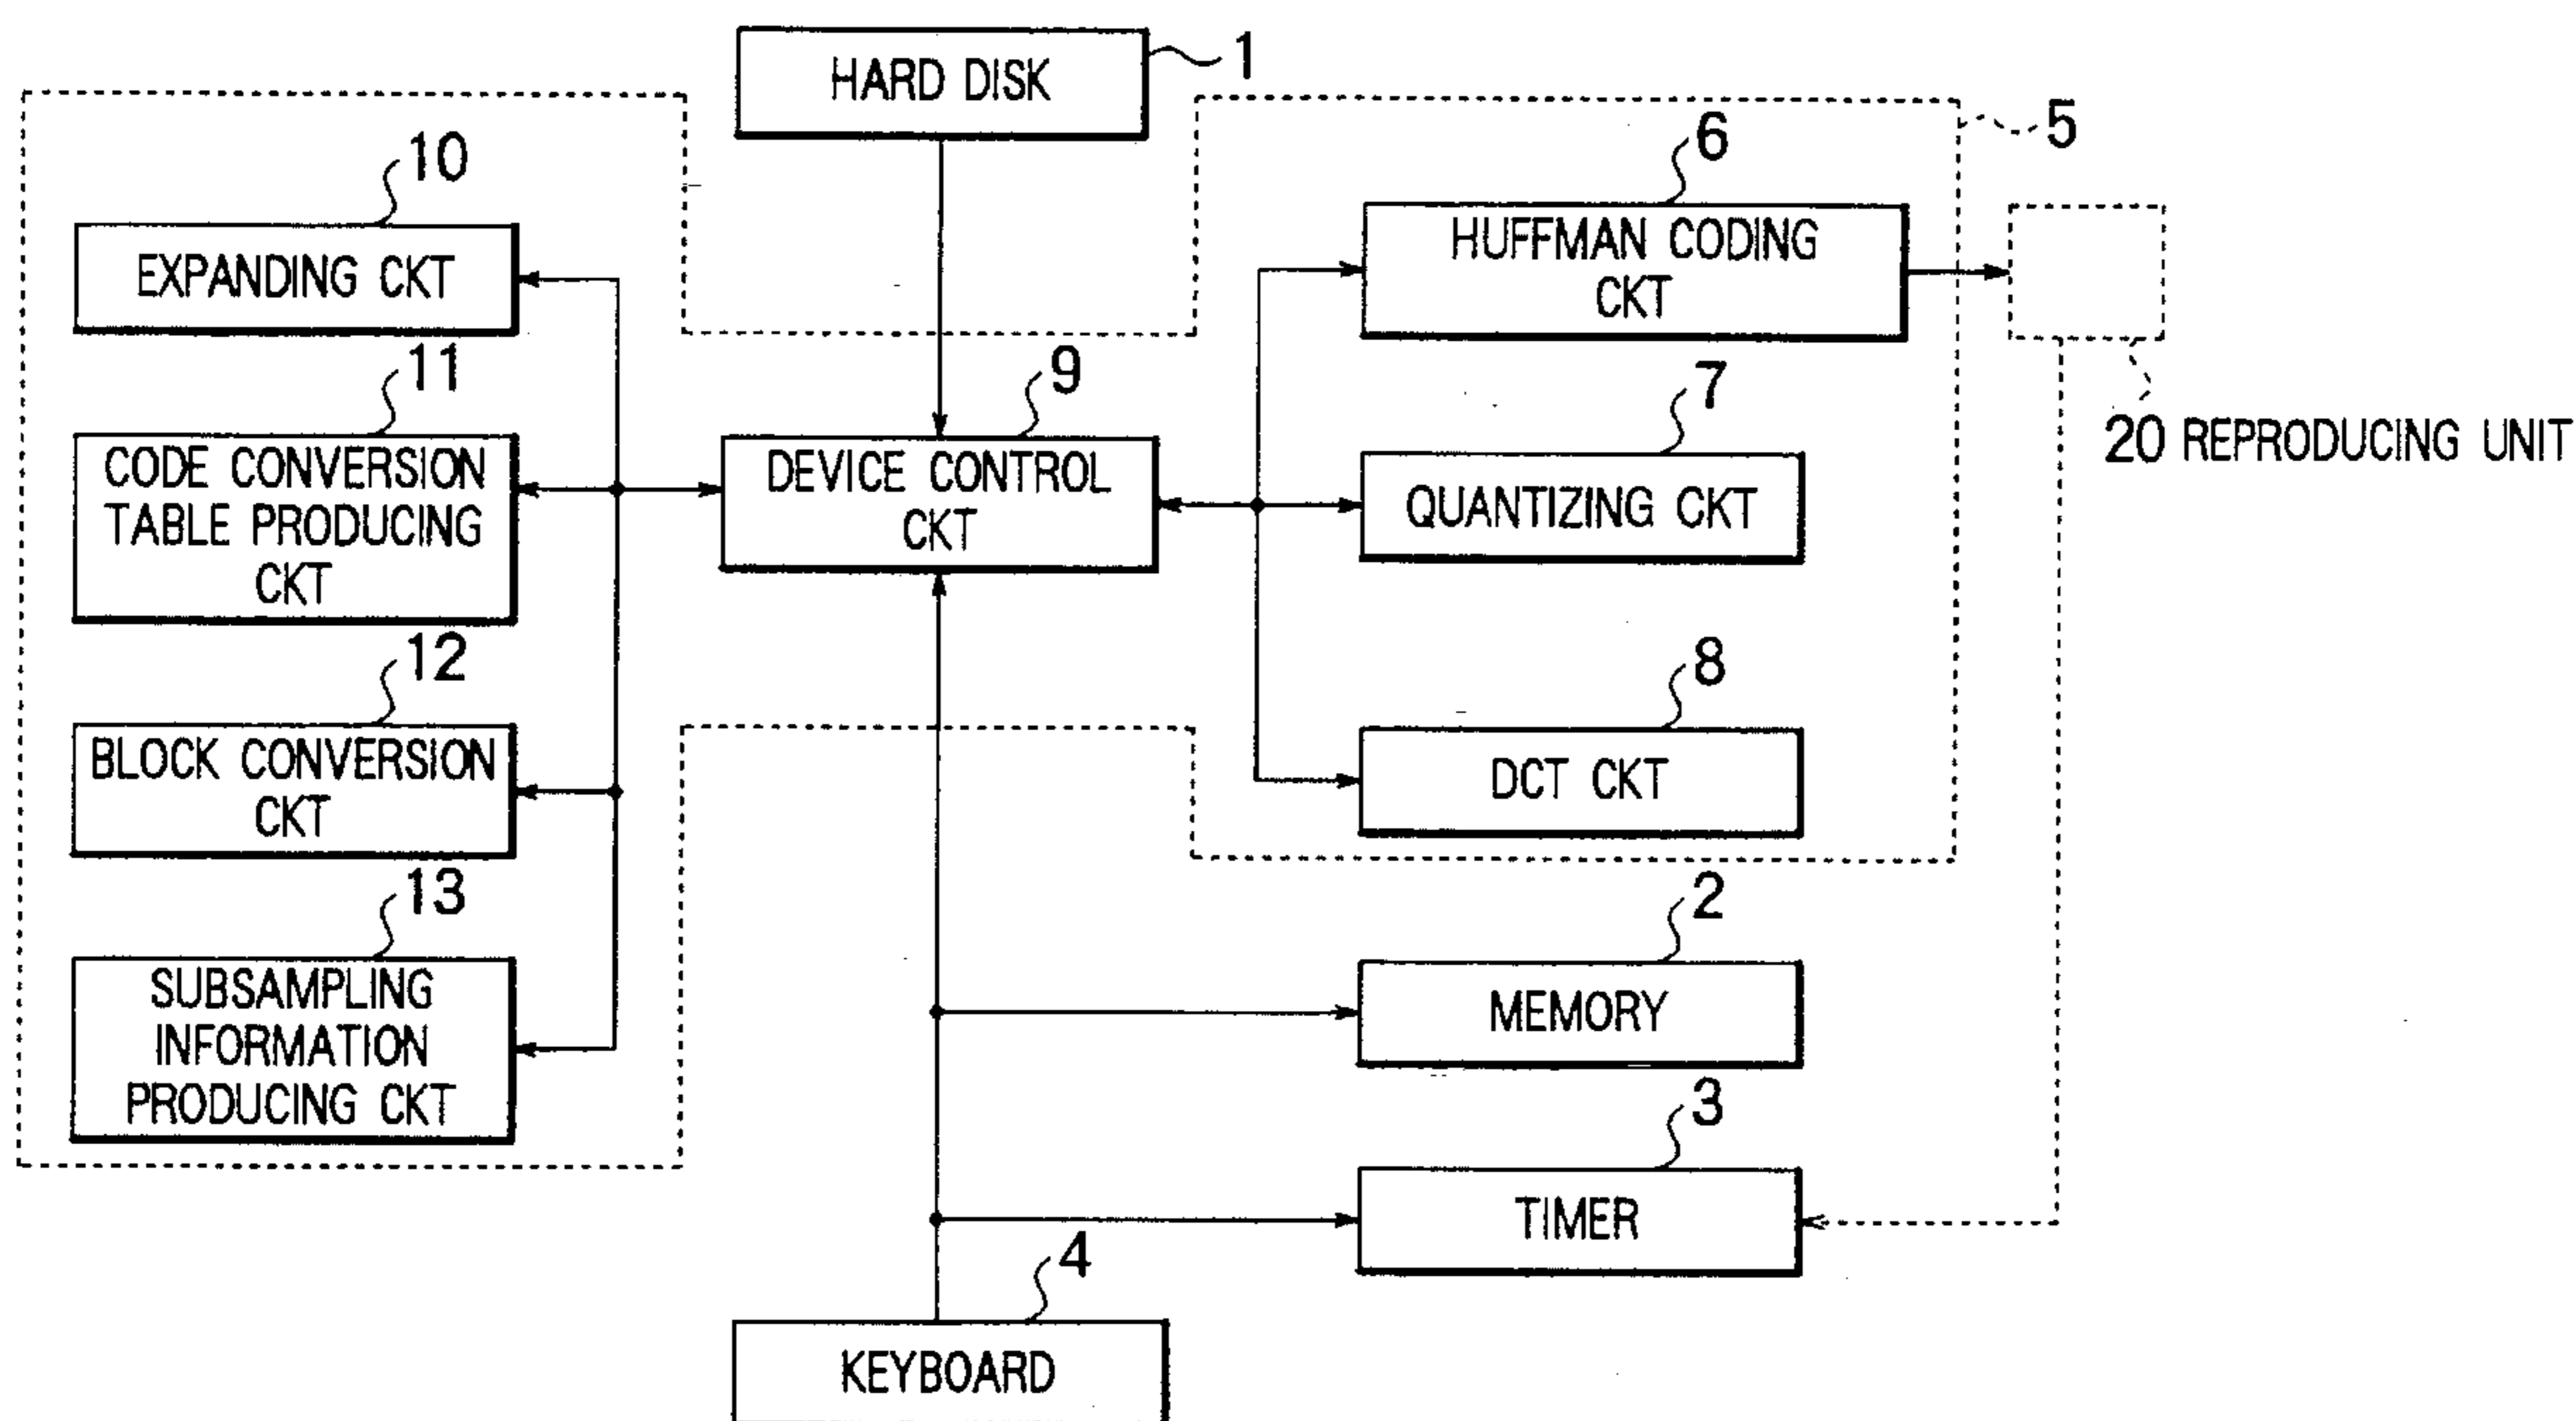 HARD DISK
1
5
10
EXPANDING CKT
6
HUFFMAN CODING
CKT
11
CODE CONVERSION
TABLE PRODUCING
CKT
9
DEVICE CONTROL
CKT
7
QUANTIZING CKT
20 REPRODUCING UNIT
12
BLOCK CONVERSION
CKT
8
DCT CKT
13
SUBSAMPLING
INFORMATION
PRODUCING CKT
2
MEMORY
3
TIMER
4
KEYBOARD